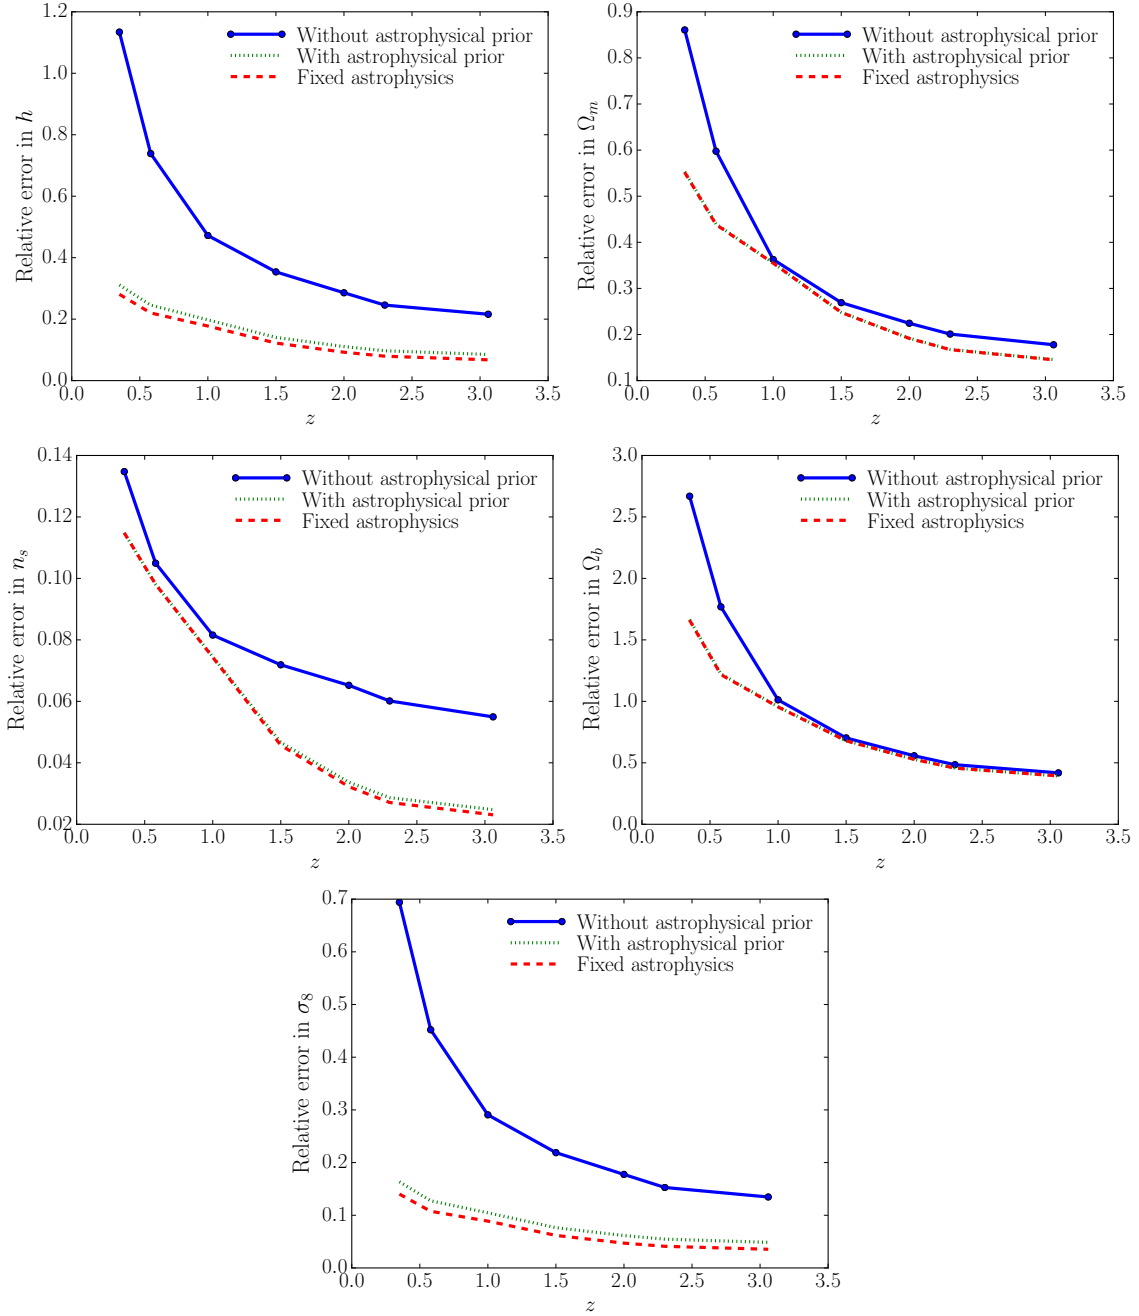 1.2
1.0
0.8
0.6
0.4
0.2
0.0
Relative error in h
Without astrophysical prior
With astrophysical prior
Fixed astrophysics
0.0 0.5 1.0 1.5 2.0 2.5 3.0 3.5
z
0.9
0.8
0.7
0.6
0.5
0.4
0.3
0.2
0.1
Relative error in Ωₘ
Without astrophysical prior
With astrophysical prior
Fixed astrophysics
0.0 0.5 1.0 1.5 2.0 2.5 3.0 3.5
z
0.14
0.12
0.10
0.08
0.06
0.04
0.02
Relative error in nₛ
Without astrophysical prior
With astrophysical prior
Fixed astrophysics
0.0 0.5 1.0 1.5 2.0 2.5 3.0 3.5
z
3.0
2.5
2.0
1.5
1.0
0.5
0.0
Relative error in Ω_b
Without astrophysical prior
With astrophysical prior
Fixed astrophysics
0.0 0.5 1.0 1.5 2.0 2.5 3.0 3.5
z
0.7
0.6
0.5
0.4
0.3
0.2
0.1
0.0
Relative error in σ₈
Without astrophysical prior
With astrophysical prior
Fixed astrophysics
0.0 0.5 1.0 1.5 2.0 2.5 3.0 3.5
z